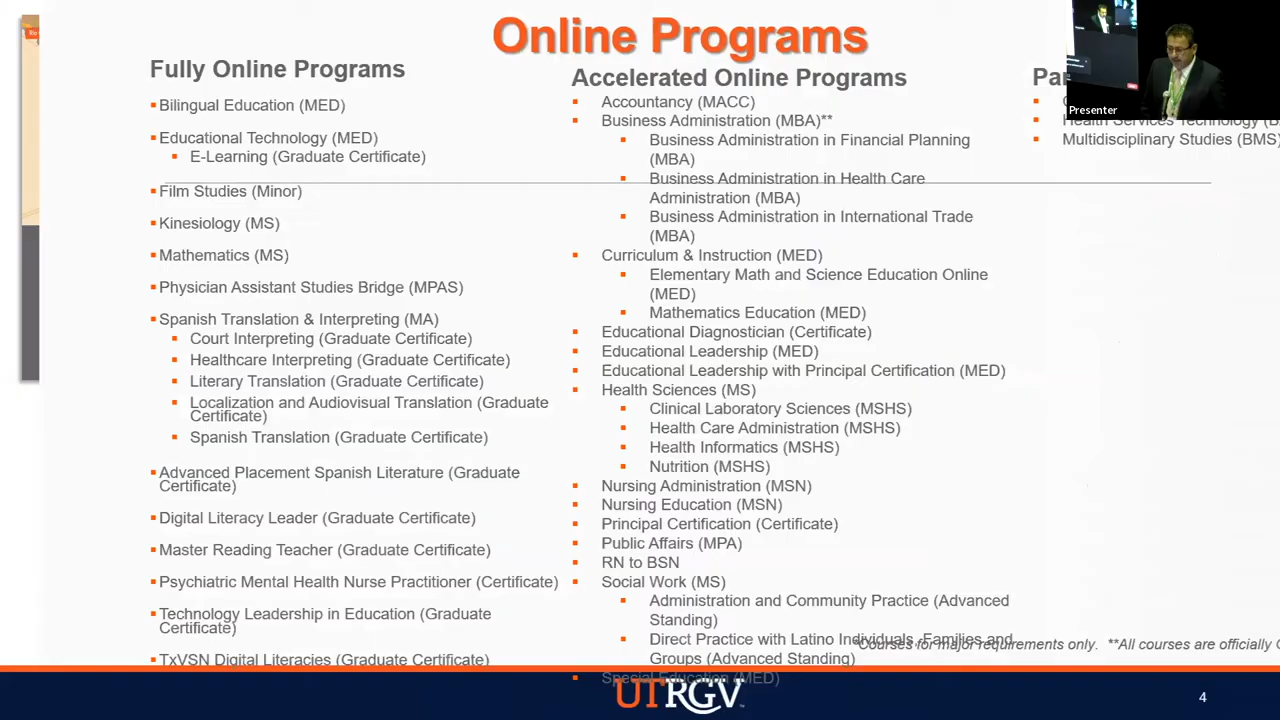 Online Programs
Fully Online Programs
Bilingual Education (MED)
Educational Technology (MED)
E-Learning (Graduate Certificate)
Film Studies (Minor)
Kinesiology (MS)
Mathematics (MS)
Physician Assistant Studies Bridge (MPAS)
Spanish Translation & Interpreting (MA)
Court Interpreting (Graduate Certificate)
Healthcare Interpreting (Graduate Certificate)
Literary Translation (Graduate Certificate)
Localization and Audiovisual Translation (Graduate
Certificate)
Spanish Translation (Graduate Certificate)
Advanced Placement Spanish Literature (Graduate
Certificate)
Digital Literacy Leader (Graduate Certificate)
Master Reading Teacher (Graduate Certificate)
Psychiatric Mental Health Nurse Practitioner (Certificate)
Technology Leadership in Education (Graduate
Certificate)
TxVSN Digital Literacies (Graduate Certificate)
Accelerated Online Programs
Accountancy (MACC)
Business Administration (MBA)**
Business Administration in Financial Planning
(MBA)
Business Administration in Health Care
Administration (MBA)
Business Administration in International Trade
(MBA)
Curriculum & Instruction (MED)
Elementary Math and Science Education Online
(MED)
Mathematics Education (MED)
Educational Diagnostician (Certificate)
Educational Leadership (MED)
Educational Leadership with Principal Certification (MED)
Health Sciences (MS)
Clinical Laboratory Sciences (MSHS)
Health Care Administration (MSHS)
Health Informatics (MSHS)
Nutrition (MSHS)
Nursing Administration (MSN)
Nursing Education (MSN)
Principal Certification (Certificate)
Public Affairs (MPA)
RN to BSN
Social Work (MS)
Administration and Community Practice (Advanced
Standing)
Direct Practice with Latino Individuals, Families and
Groups (Advanced Standing)
Special Education (MED)
Presenter
Health Services Technology
Multidisciplinary Studies (BMS)
*Courses for major requirements only. **All courses are officially
UTRGV
4